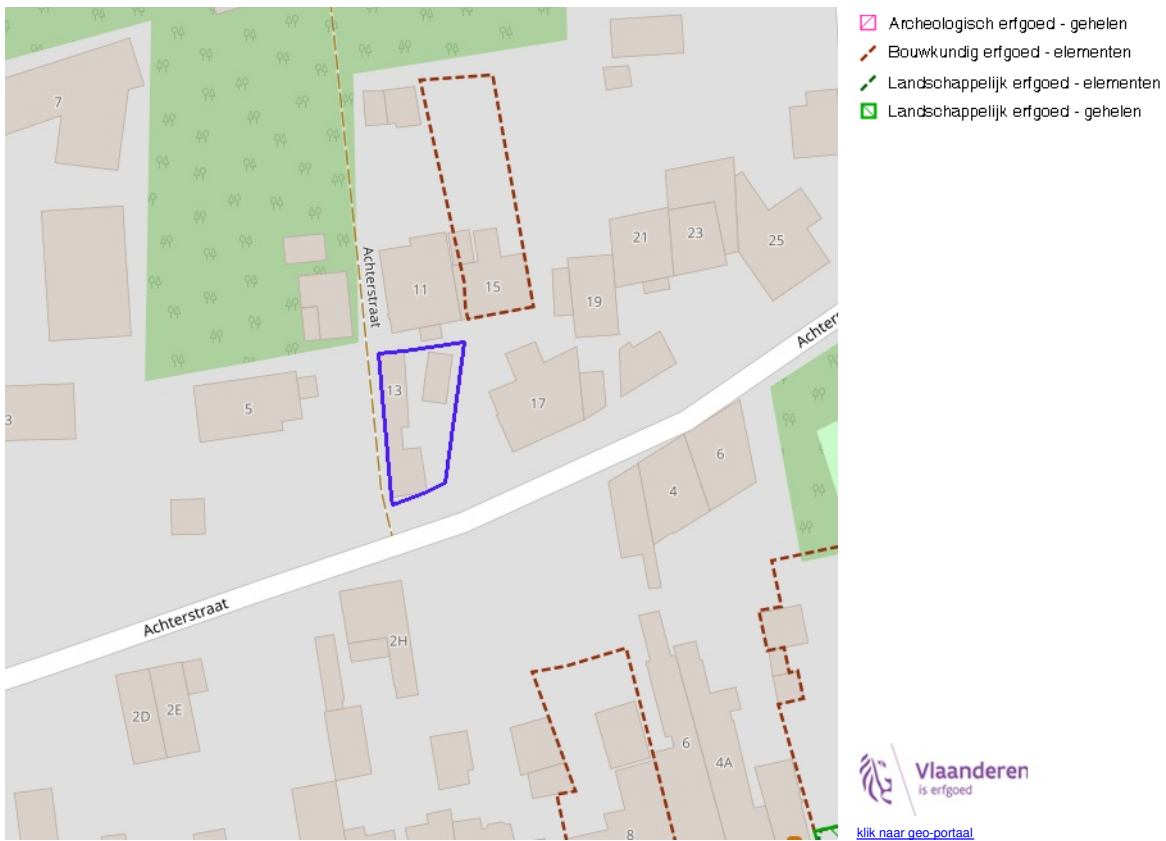 Archeologisch erfgoed - gehelen
Bouwkundig erfgoed - elementen
Landschappelijk erfgoed - elementen
Landschappelijk erfgoed - gehelen
7
21
23
25
Achterstraat
11
15
19
Achters
13
5
17
3
6
4
Achterstraat
2H
2D
2E
6
4A
8
Vlaanderen
is erfgoed
klik naar geo-portaal